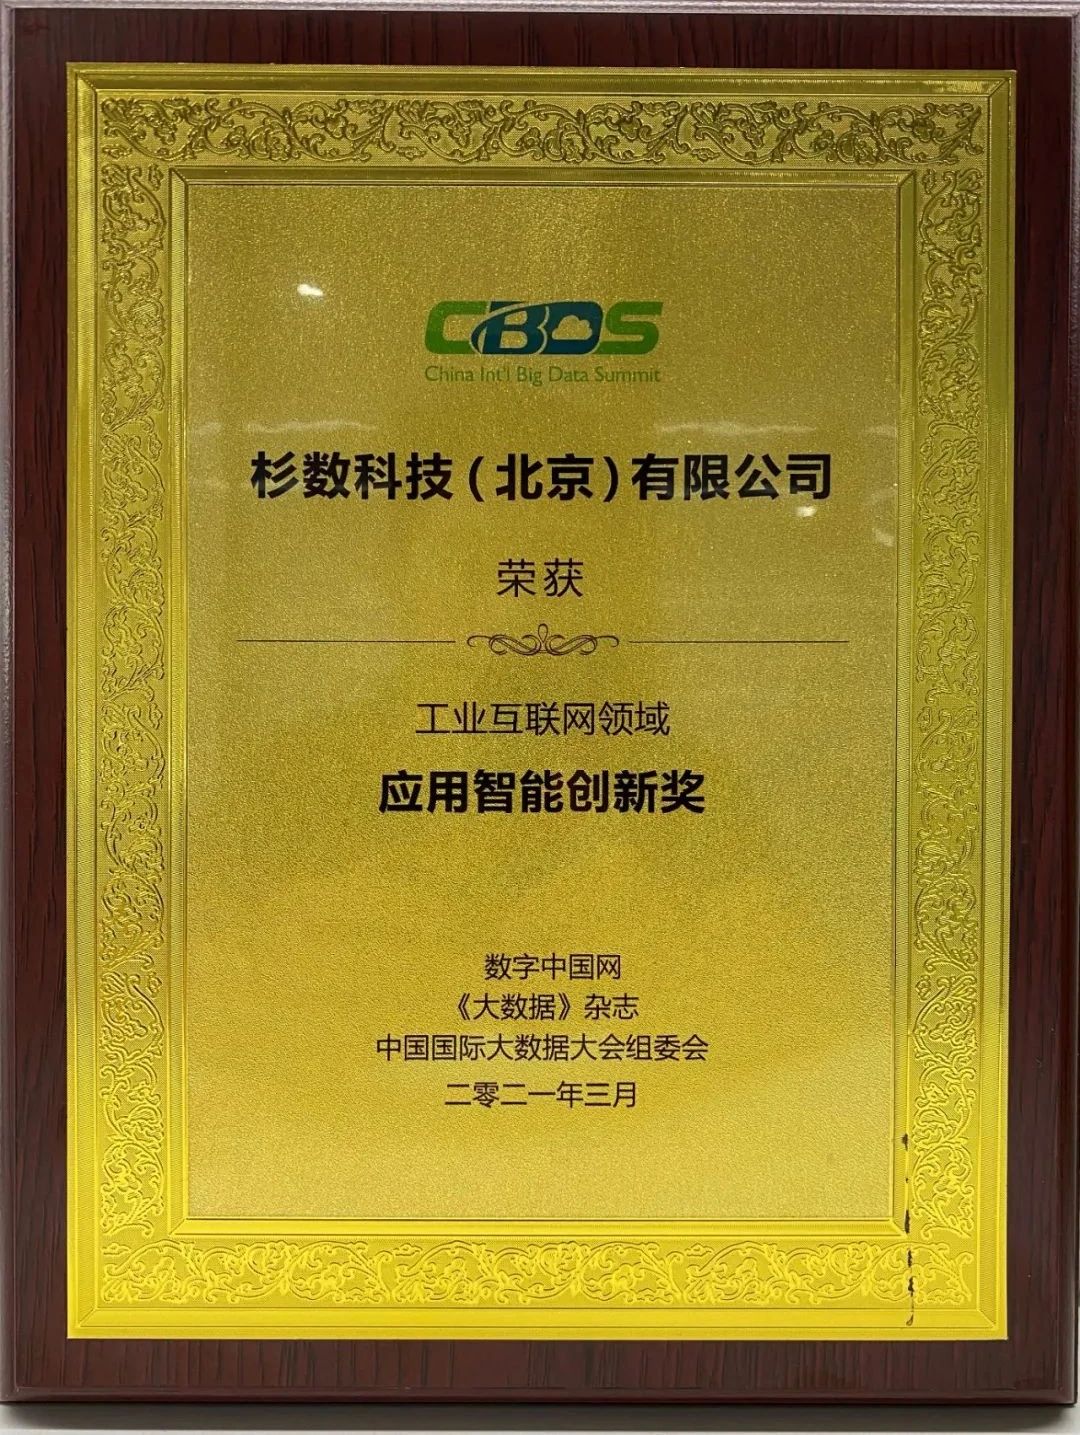 CBDS
China Int'l Big Data Summit
杉数科技（北京）有限公司
荣获
工业互联网领域
应用智能创新奖
数字中国网
《大数据》杂志
中国国际大数据大会组委会
二零二一年三月